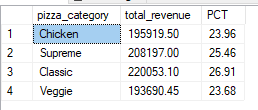 pizza_category total_revenue PCT
1 Chicken 195919.50 23.96
2 Supreme 208197.00 25.46
3 Classic 220053.10 26.91
4 Veggie 193690.45 23.68